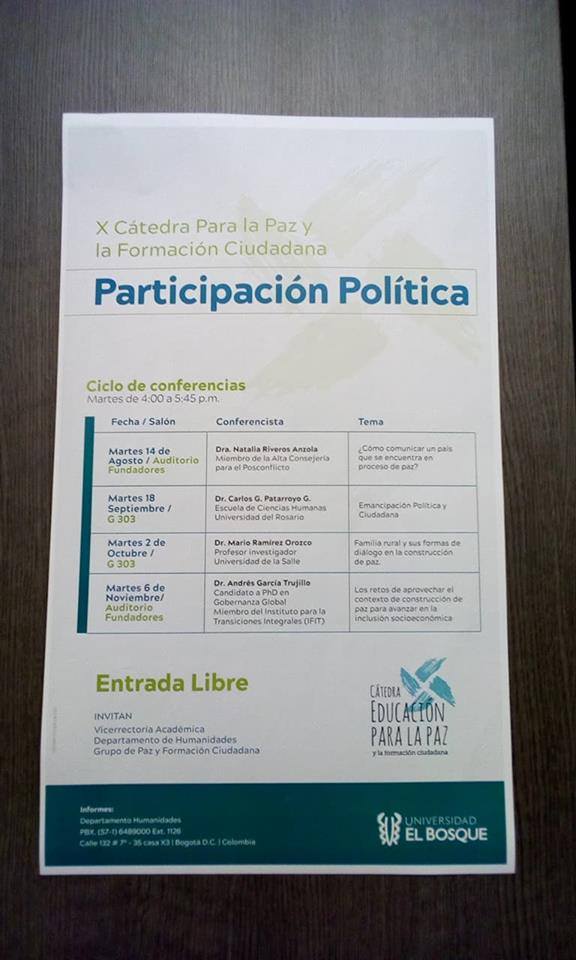 X Cátedra Para la Paz y
la Formación Ciudadana
Participación Política
Ciclo de conferencias
Martes de 4:00 a 5:45 p.m.
Fecha / Salón
Conferencista
Tema
Martes 14 de
Agosto / Auditorio
Fundadores
Dra. Natalia Riveros Anzola
Miembro de la Alta Consejería
para el Posconflicto
¿Cómo comunicar un país
que se encuentra en
proceso de paz?
Martes 18
Septiembre /
G 303
Dr. Carlos G. Patarroyo G.
Escuela de Ciencias Humanas
Universidad del Rosario
Emancipación Política y
Ciudadana
Martes 2 de
Octubre /
G 303
Dr. Mario Ramírez Orozco
Profesor investigador
Universidad de la Salle
Familia rural y sus formas de
diálogo en la construcción
de paz.
Martes 6 de
Noviembre/
Auditorio
Fundadores
Dr. Andrés García Trujillo
Candidato a PhD en
Gobernanza Global
Miembro del Instituto para la
Transiciones Integrales (IFIT)
Los retos de aprovechar el
contexto de construcción de
paz para avanzar en la
inclusión socioeconómica
Entrada Libre
INVITAN
Vicerrectoría Académica
Departamento de Humanidades
Grupo de Paz y Formación Ciudadana
CÁTEDRA
EDUCACIÓN
PARA LA PAZ
y la formación ciudadana
Informes:
Departamento Humanidades
PBX. (57-1) 6489000 Ext. 1126
Calle 132 # 7ª - 35 casa X3 | Bogotá D.C. | Colombia
UNIVERSIDAD
EL BOSQUE